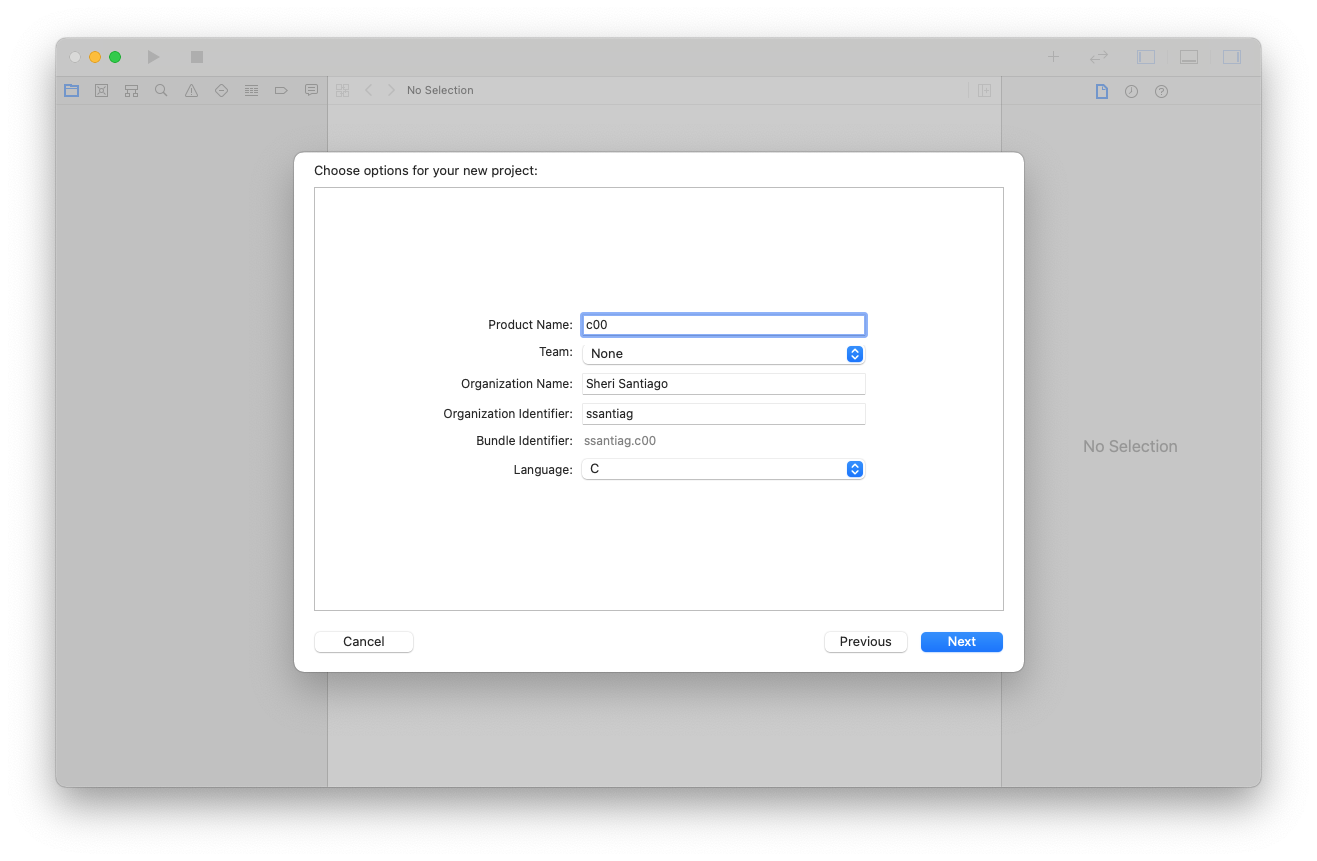 No Selection
Choose options for your new project:
Product Name: c00
Team: None
Organization Name: Sheri Santiago
Organization Identifier: ssantiag
Bundle Identifier: ssantiag.c00
Language: C
No Selection
Cancel Previous Next